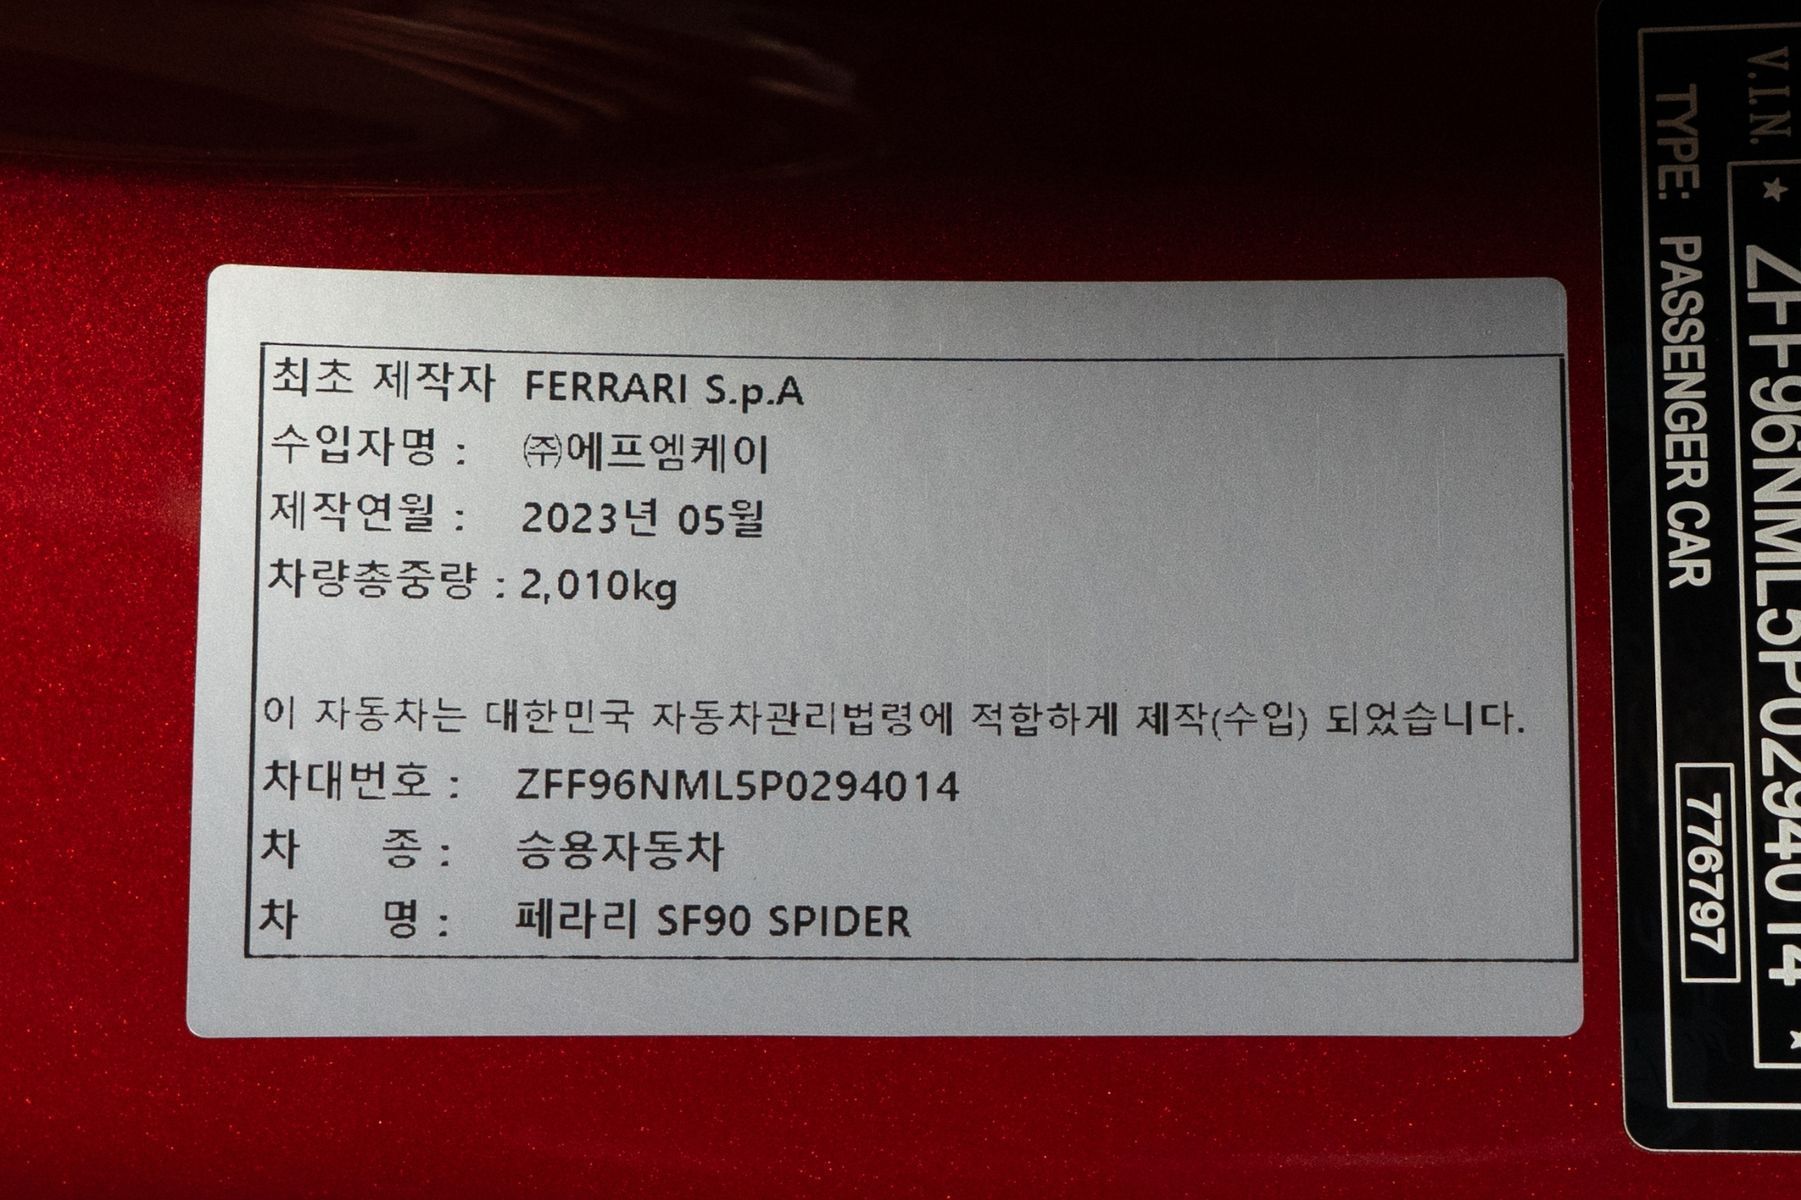 최초 제작자 FERRARI S.p.A
수입자명 : ㈜에프엠케이
제작연월 : 2023년 05월
차량총중량 : 2,010kg
이 자동차는 대한민국 자동차관리법령에 적합하게 제작(수입) 되었습니다.
차대번호 : ZFF96NML5P0294014
차 종 : 승용자동차
차 명 : 페라리 SF90 SPIDER
V.I.N.
★ ZFF96NML5P0294014 ★
TYPE: PASSENGER CAR
776797